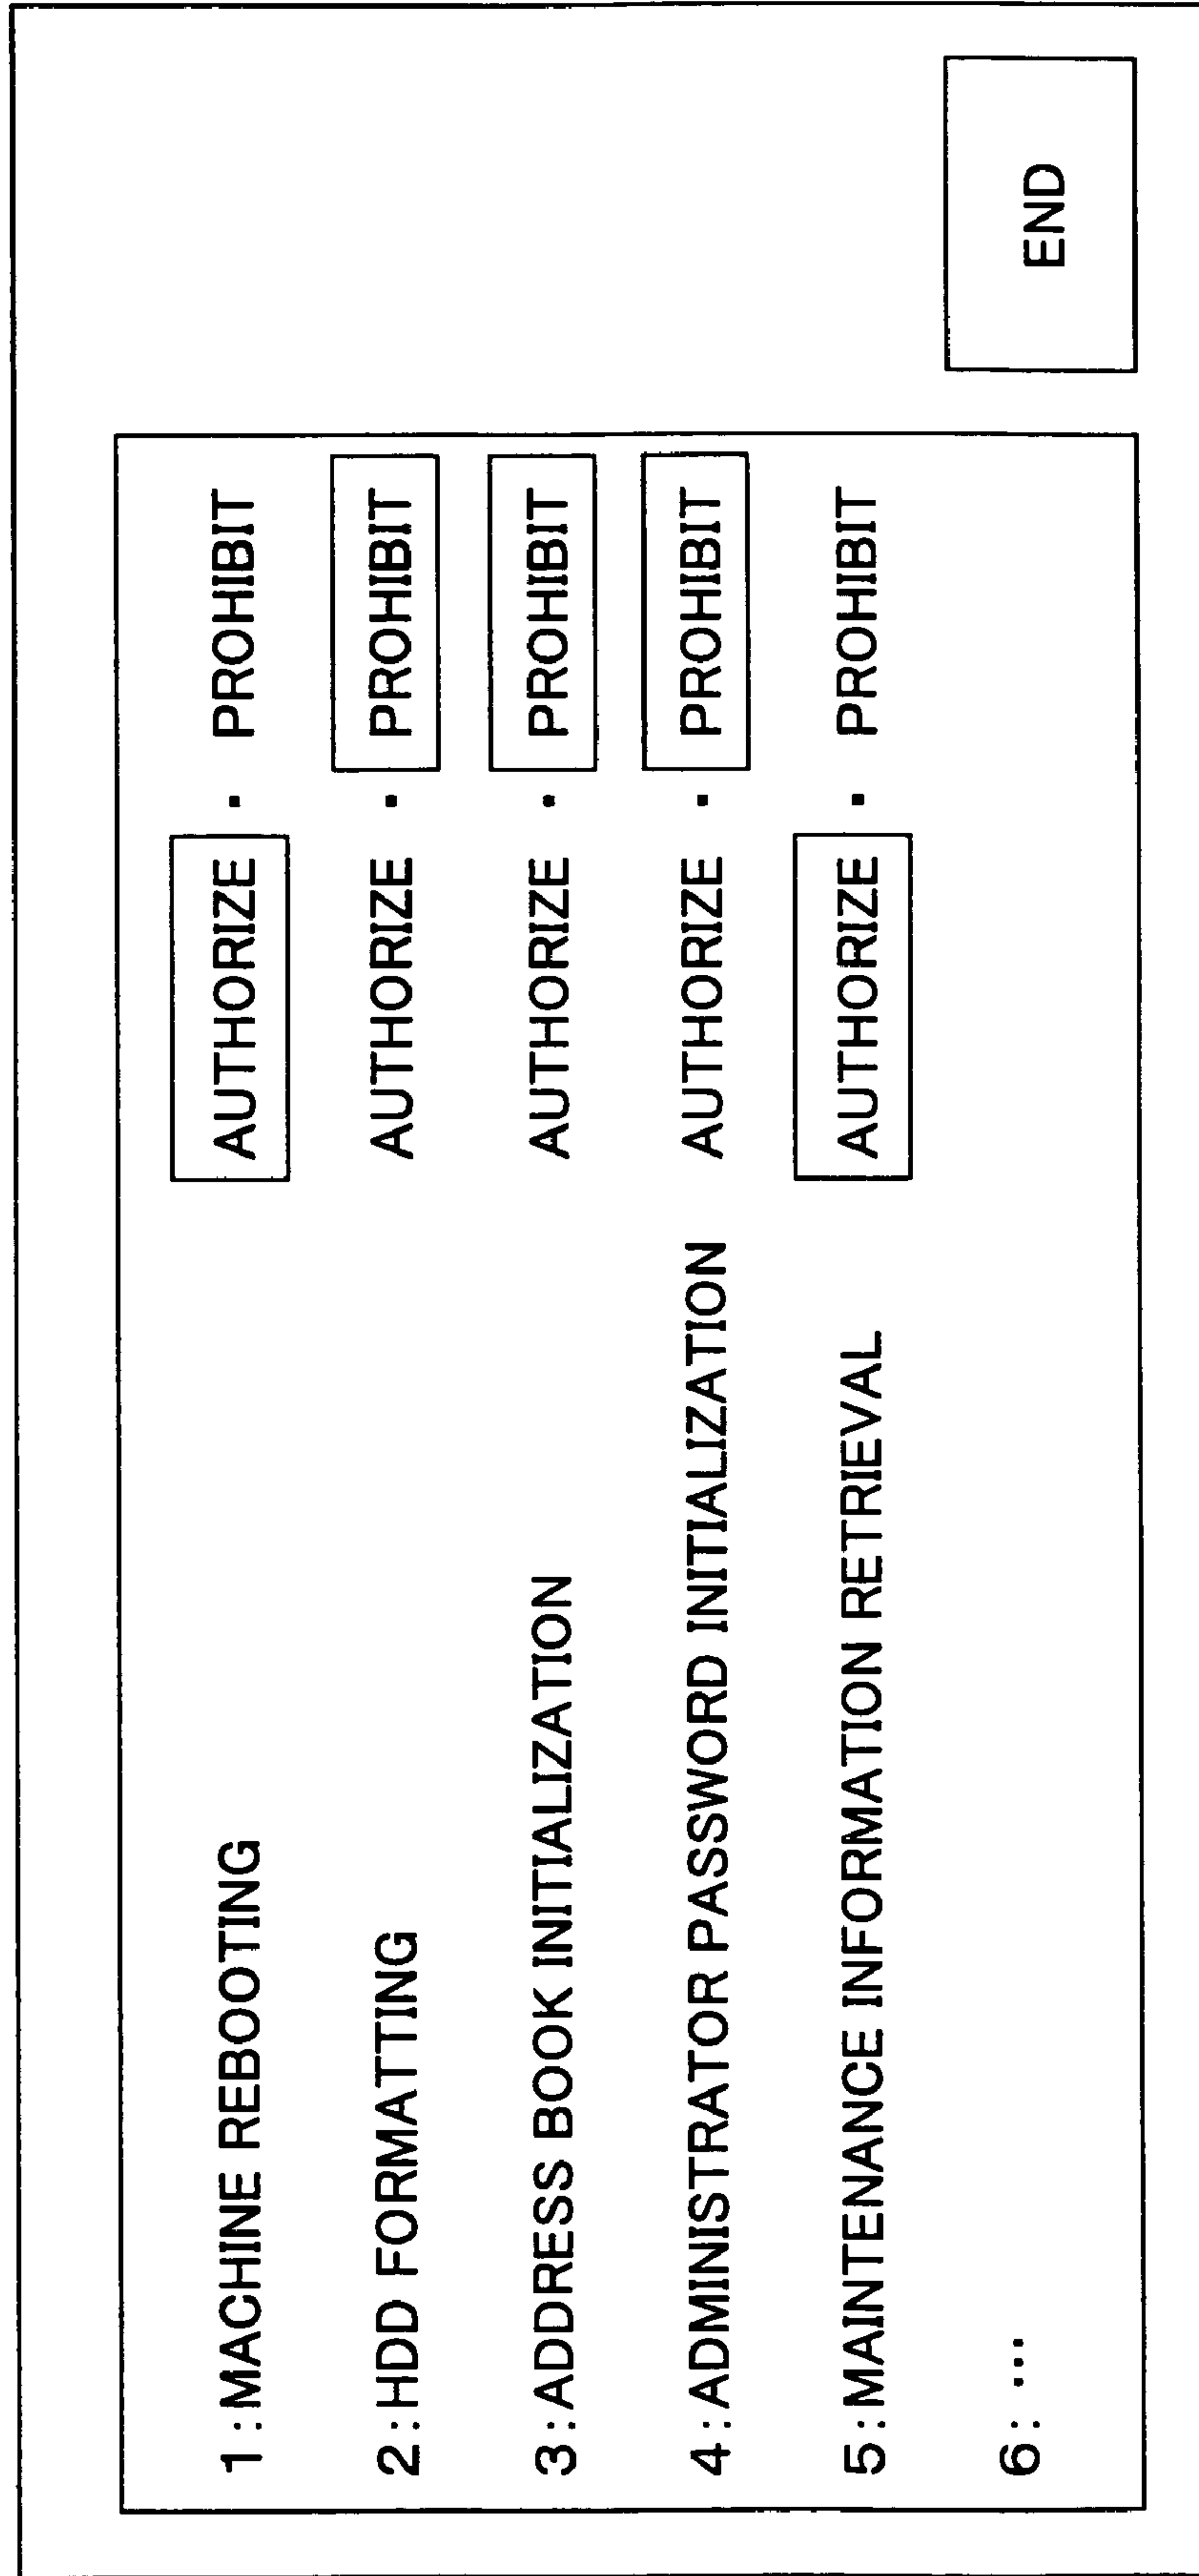 1:MACHINE REBOOTING AUTHORIZE ・ PROHIBIT
2:HDD FORMATTING AUTHORIZE ・ PROHIBIT
3:ADDRESS BOOK INITIALIZATION AUTHORIZE ・ PROHIBIT
4:ADMINISTRATOR PASSWORD INITIALIZATION AUTHORIZE ・ PROHIBIT
5:MAINTENANCE INFORMATION RETRIEVAL AUTHORIZE ・ PROHIBIT
6: ...
END